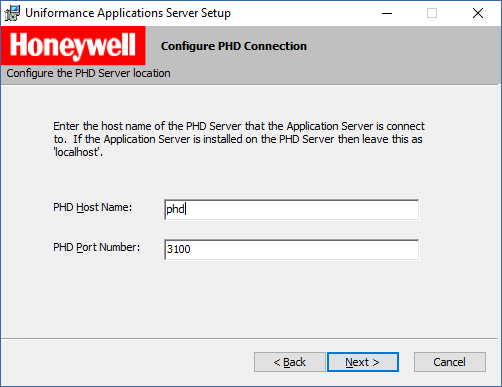 Uniformance Applications Server Setup
Honeywell
Configure PHD Connection
Configure the PHD Server location
Enter the host name of the PHD Server that the Application Server is connect
to. If the Application Server is installed on the PHD Server then leave this as
'localhost'.
PHD Host Name: phd
PHD Port Number: 3100
< Back Next > Cancel